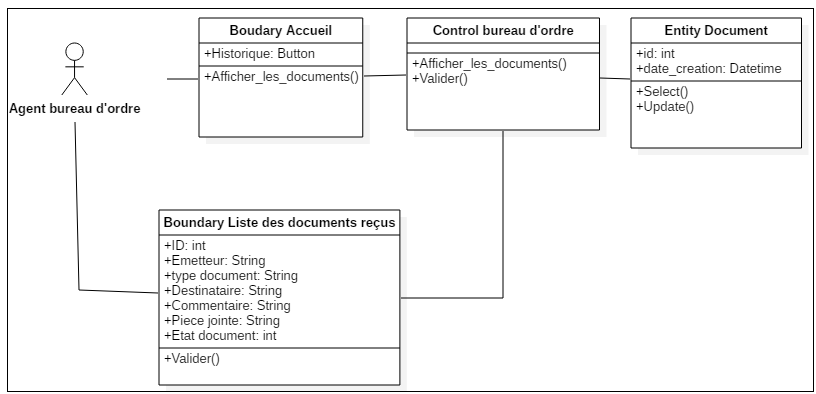 Agent bureau d'ordre
Boudary Accueil
+Historique: Button
+Afficher_les_documents()
Control bureau d'ordre
+Afficher_les_documents()
+Valider()
Entity Document
+id: int
+date_creation: Datetime
+Select()
+Update()
Boundary Liste des documents reçus
+ID: int
+Emetteur: String
+type document: String
+Destinataire: String
+Commentaire: String
+Piece jointe: String
+Etat document: int
+Valider()